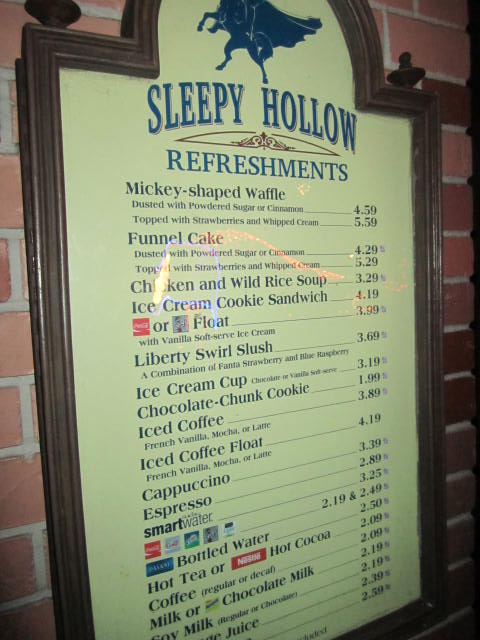 SLEEPY HOLLOW
REFRESHMENTS
Mickey-shaped Waffle
Dusted with Powdered Sugar or Cinnamon 4.59
Topped with Strawberries and Whipped Cream 5.59
Funnel Cake
Dusted with Powdered Sugar or Cinnamon 4.29
Topped with Strawberries and Whipped Cream 5.29
Chicken and Wild Rice Soup 3.29
Ice Cream Cookie Sandwich 4.19
Coca-Cola or Float 3.99
with Vanilla Soft-serve Ice Cream
Liberty Swirl Slush 3.69
A Combination of Fanta Strawberry and Blue Raspberry
Ice Cream Cup Chocolate or Vanilla Soft-serve 3.19
Chocolate-Chunk Cookie 1.99
Iced Coffee 3.89
French Vanilla, Mocha, or Latte
Iced Coffee Float 4.19
French Vanilla, Mocha, or Latte
Cappuccino 3.39
Espresso 2.89
smartwater 3.25
Coca-Cola 2.19 & 2.49
DASANI Bottled Water 2.50
Hot Tea or Nestlé Hot Cocoa 2.09
Coffee (regular or decaf) 2.09
Milk or Chocolate Milk 2.19
Soy Milk (Regular or Chocolate) 2.19
Juice 2.39
2.59